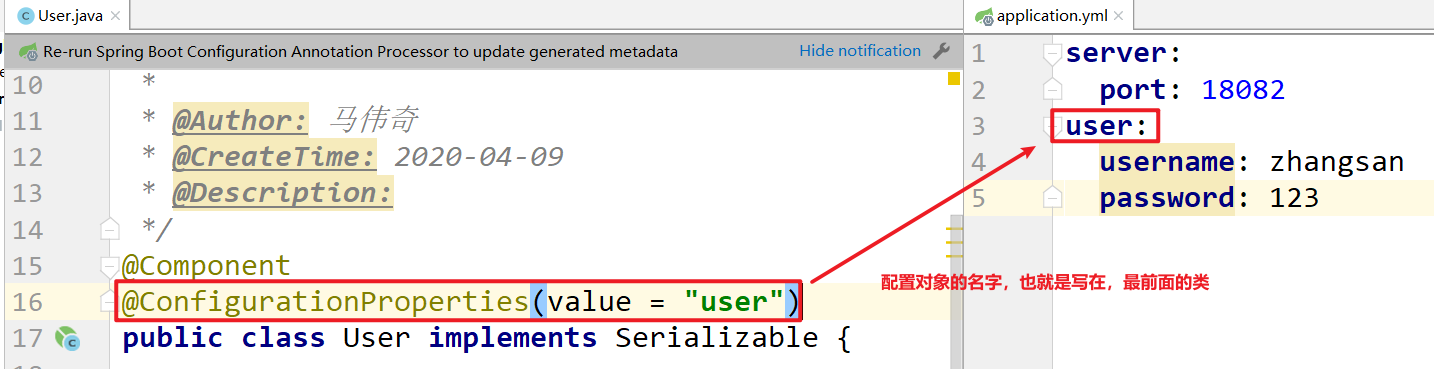 User.java
Re-run Spring Boot Configuration Annotation Processor to update generated metadata
Hide notification
10 *
11 * @Author: 马伟奇
12 * @CreateTime: 2020-04-09
13 * @Description:
14 */
15 @Component
16 @ConfigurationProperties(value = "user")
17 public class User implements Serializable {
application.yml
1 server:
2 port: 18082
3 user:
4 username: zhangsan
5 password: 123
配置对象的名字，也就是写在，最前面的类